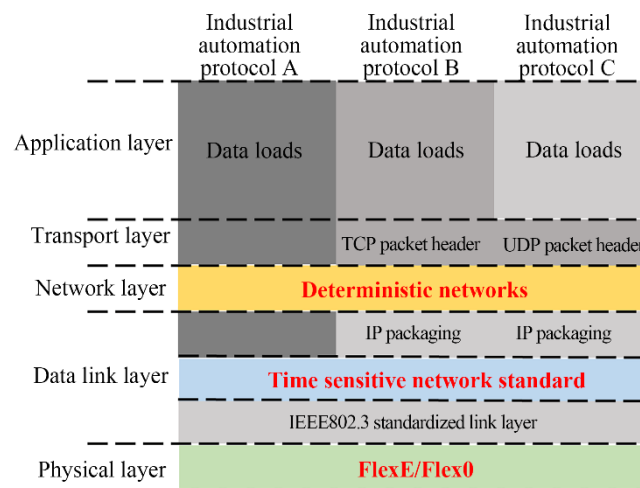 Industrial automation protocol A
Industrial automation protocol B
Industrial automation protocol C
Application layer
Data loads
Data loads
Data loads
Transport layer
TCP packet header
UDP packet header
Network layer
Deterministic networks
IP packaging
IP packaging
Data link layer
Time sensitive network standard
IEEE802.3 standardized link layer
Physical layer
FlexE/Flex0